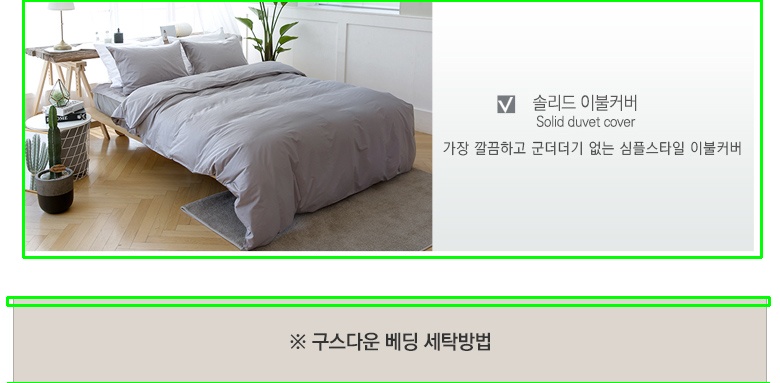 솔리드 이불커버
Solid duvet cover
가장 깔끔하고 군더더기 없는 심플스타일 이불커버
※ 구스다운 베딩 세탁방법